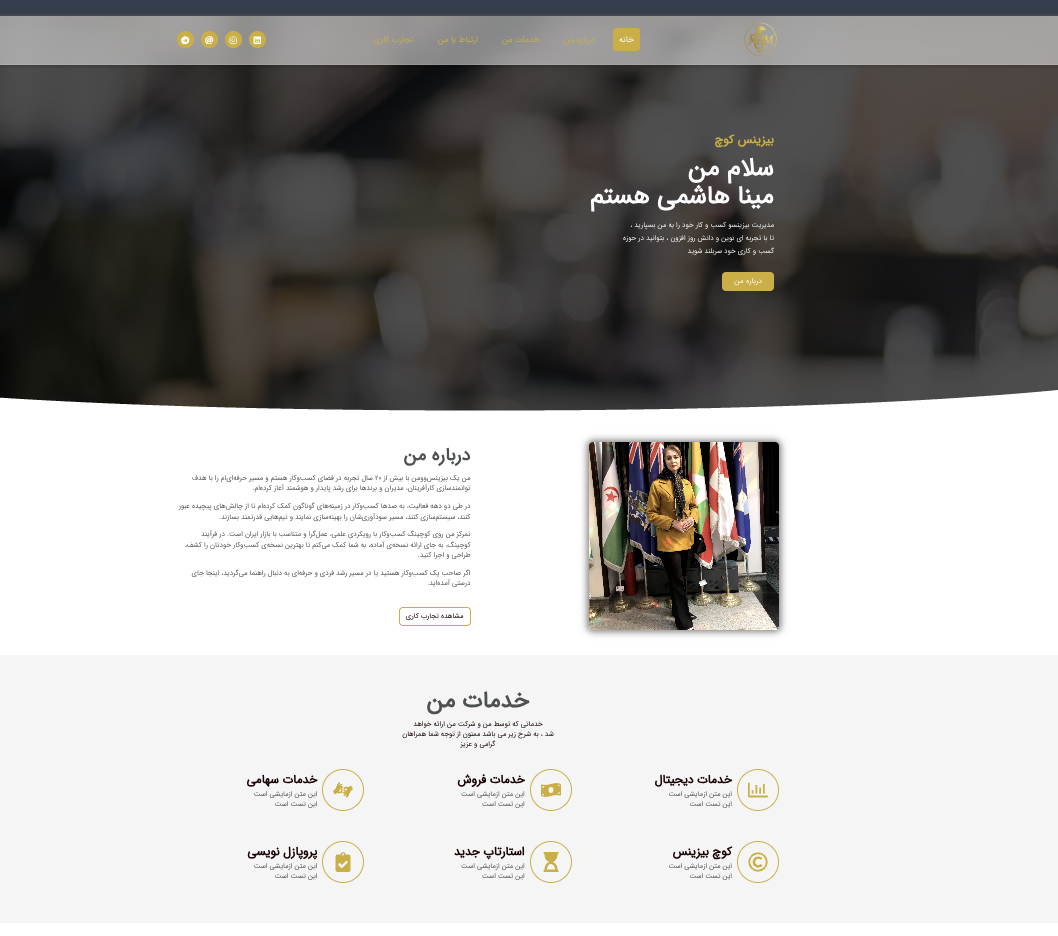 خانه
درباره من
خدمات من
ارتباط با من
تجارب کاری
بیزینس کوچ
سلام من
مینا هاشمی هستم
مدیریت بیزینسو کسب و کار خود را به من بسپارید ،
تا با تجربه ای نوین و دانش روز افزون ، بتوانید در حوزه
گسب و کاری خود سربلند شوید
درباره من
درباره من
من یک بیزینس‌وومن با بیش از ۲۰ سال تجربه در فضای کسب‌وکار هستم و مسیر حرفه‌ای‌ام را با هدف
توانمندسازی کارآفرینان، مدیران و برندها برای رشد پایدار و هوشمند آغاز کرده‌ام.
در طی دو دهه فعالیت، به صدها کسب‌وکار در زمینه‌های گوناگون کمک کرده‌ام تا از چالش‌های پیچیده عبور
کنند، سیستم‌سازی کنند، مسیر سودآوری‌شان را بهینه‌سازی نمایند و تیم‌هایی قدرتمند بسازند.
تمرکز من روی کوچینگ کسب‌وکار با رویکردی علمی، عمل‌گرا و متناسب با بازار ایران است. در فرآیند
کوچینگ، به جای ارائه نسخه‌ی آماده، به شما کمک می‌کنم تا بهترین نسخه‌ی کسب‌وکار خودتان را کشف،
طراحی و اجرا کنید.
اگر صاحب یک کسب‌وکار هستید یا در مسیر رشد فردی و حرفه‌ای به دنبال راهنما می‌گردید، اینجا جای
درستی آمده‌اید.
مشاهده تجارب کاری
خدمات من
خدماتی که توسط من و شرکت من ارائه خواهد
شد ، به شرح زیر می باشد ممنون از توجه شما همراهان
گرامی و عزیز
خدمات دیجیتال
این متن ازمایشی است
این تست است
خدمات فروش
این متن ازمایشی است
این تست است
خدمات سهامی
این متن ازمایشی است
این تست است
کوچ بیزینس
این متن ازمایشی است
این تست است
استارتاپ جدید
این متن ازمایشی است
این تست است
پروپازل نویسی
این متن ازمایشی است
این تست است